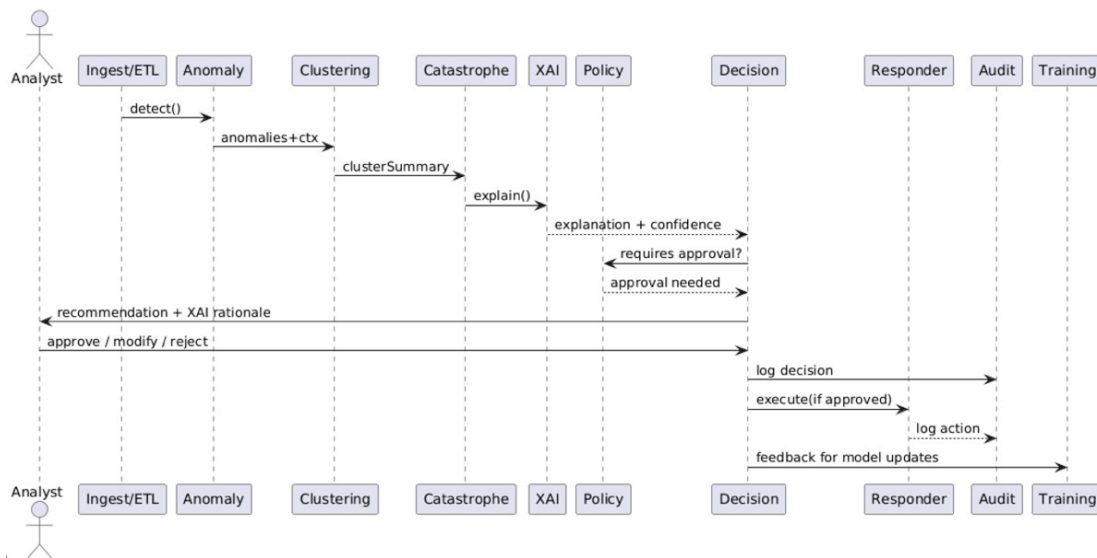 Analyst
Ingest/ETL
Anomaly
Clustering
Catastrophe
XAI
Policy
Decision
Responder
Audit
Training
detect()
anomalies+ctx
clusterSummary
explain()
explanation + confidence
requires approval?
approval needed
recommendation + XAI rationale
approve / modify / reject
log decision
execute(if approved)
log action
feedback for model updates
Analyst
Ingest/ETL
Anomaly
Clustering
Catastrophe
XAI
Policy
Decision
Responder
Audit
Training